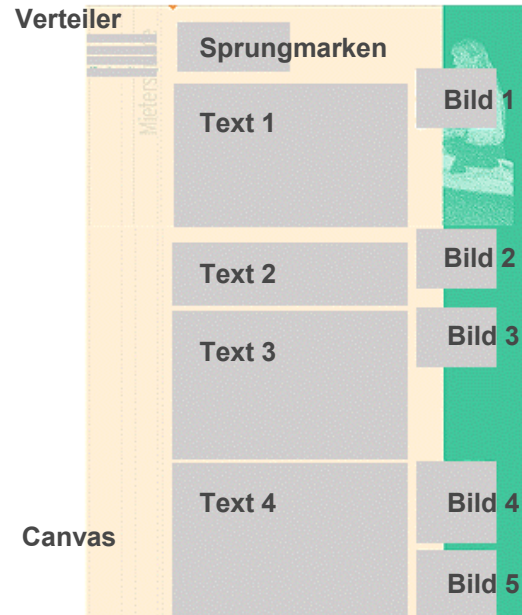 Verteiler
Sprungmarken
Mieters
Text 1
Bild 1
Text 2
Bild 2
Text 3
Bild 3
Text 4
Bild 4
Canvas
Bild 5